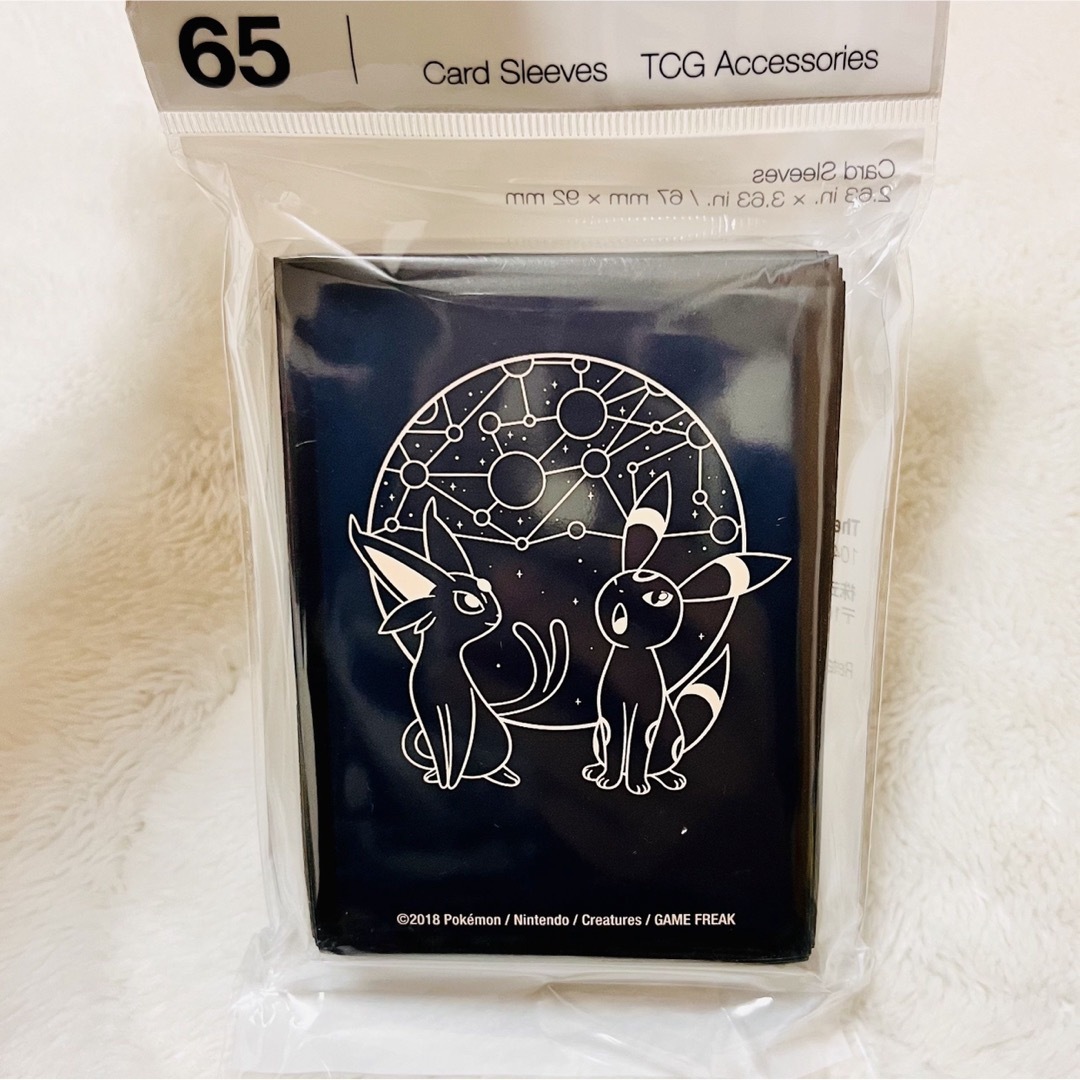 65 Card Sleeves TCG Accessories
Card Sleeves
2.63 in. × 3.63 in. / 67 mm × 92 mm
©2018 Pokémon / Nintendo / Creatures / GAME FREAK